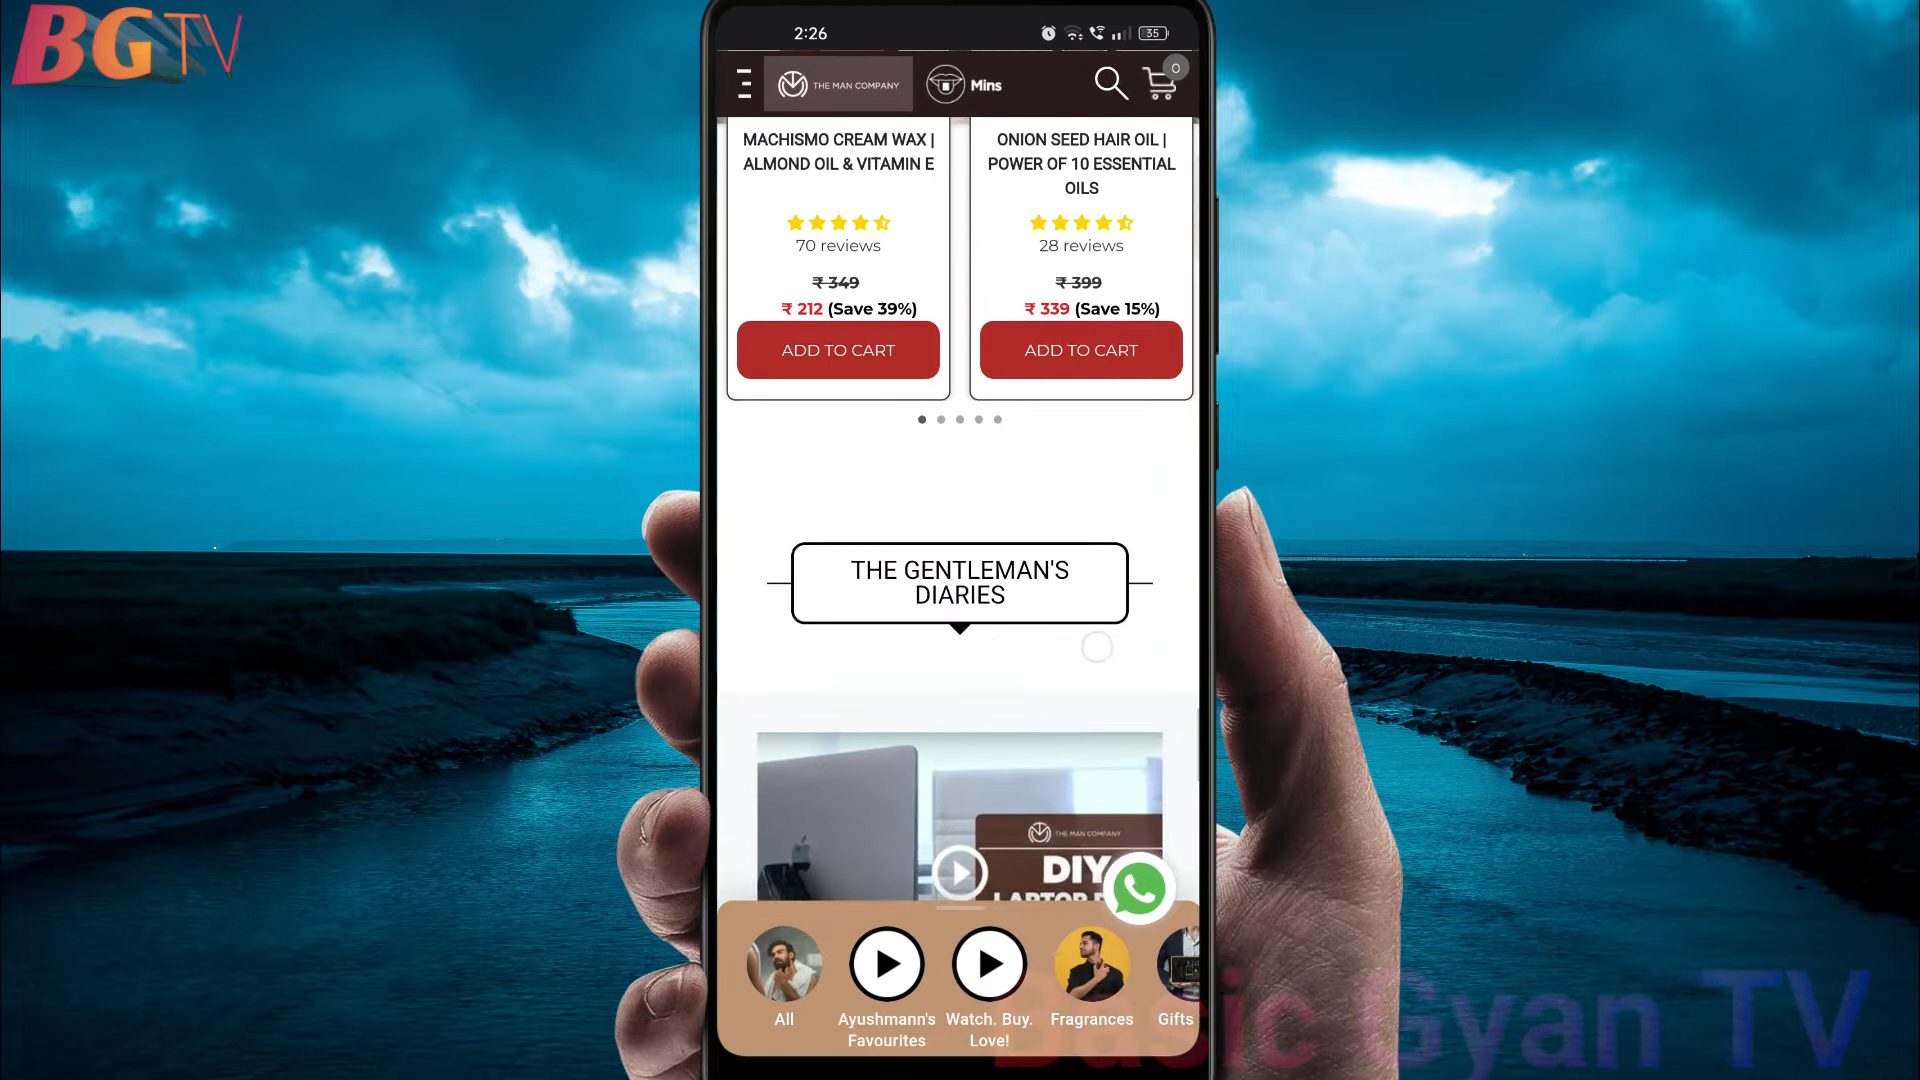 BGTV
2:26
35
THE MAN COMPANY
Mins
0
MACHISMO CREAM WAX |
ALMOND OIL & VITAMIN E
70 reviews
₹ 349
₹ 212 (Save 39%)
ADD TO CART
ONION SEED HAIR OIL |
POWER OF 10 ESSENTIAL
OILS
28 reviews
₹ 399
₹ 339 (Save 15%)
ADD TO CART
THE GENTLEMAN'S
DIARIES
THE MAN COMPANY
DIY
All
Ayushmann's
Favourites
Watch. Buy.
Love!
Fragrances
Gifts
Basic Gyan TV